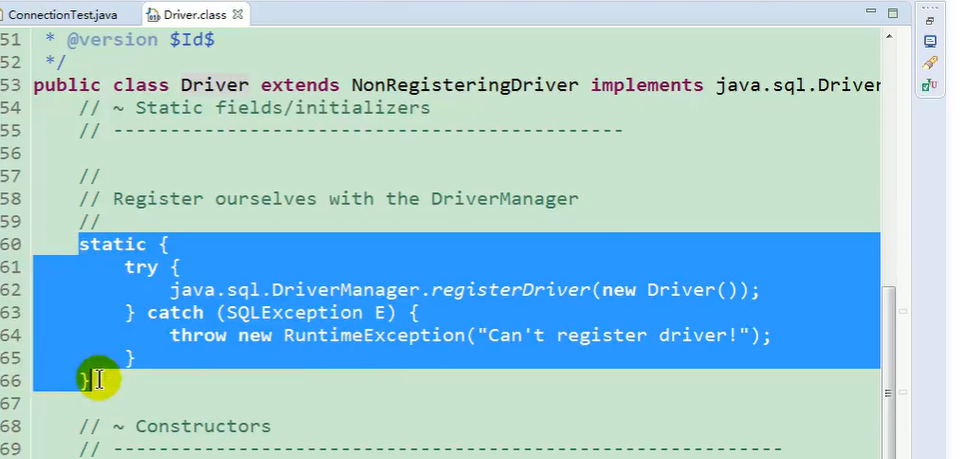 ConnectionTest.java
Driver.class
51 * @version $Id$
52 */
53 public class Driver extends NonRegisteringDriver implements java.sql.Driver
54 // ~ Static fields/initializers
55 // ---------------------------------------------
56
57 //
58 // Register ourselves with the DriverManager
59 //
60 static {
61 try {
62 java.sql.DriverManager.registerDriver(new Driver());
63 } catch (SQLException E) {
64 throw new RuntimeException("Can't register driver!");
65 }
66 }
67
68 // ~ Constructors
69 // -----------------------------------------------------------